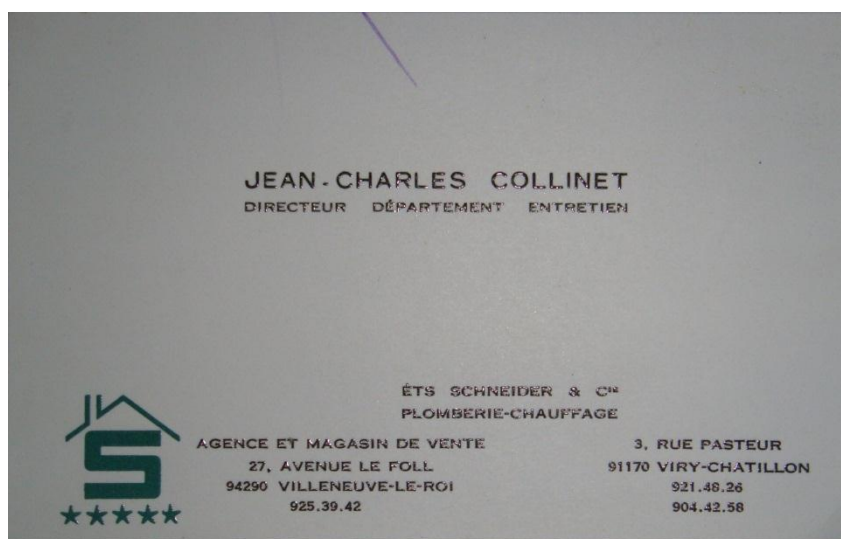 JEAN-CHARLES COLLINET
DIRECTEUR DÉPARTEMENT ENTRETIEN
ÉTS SCHNEIDER & Cie
PLOMBERIE-CHAUFFAGE
S
AGENCE ET MAGASIN DE VENTE
27, AVENUE LE FOLL
94290 VILLENEUVE-LE-ROI
925.39.42
3, RUE PASTEUR
91170 VIRY-CHATILLON
921.48.26
904.42.58